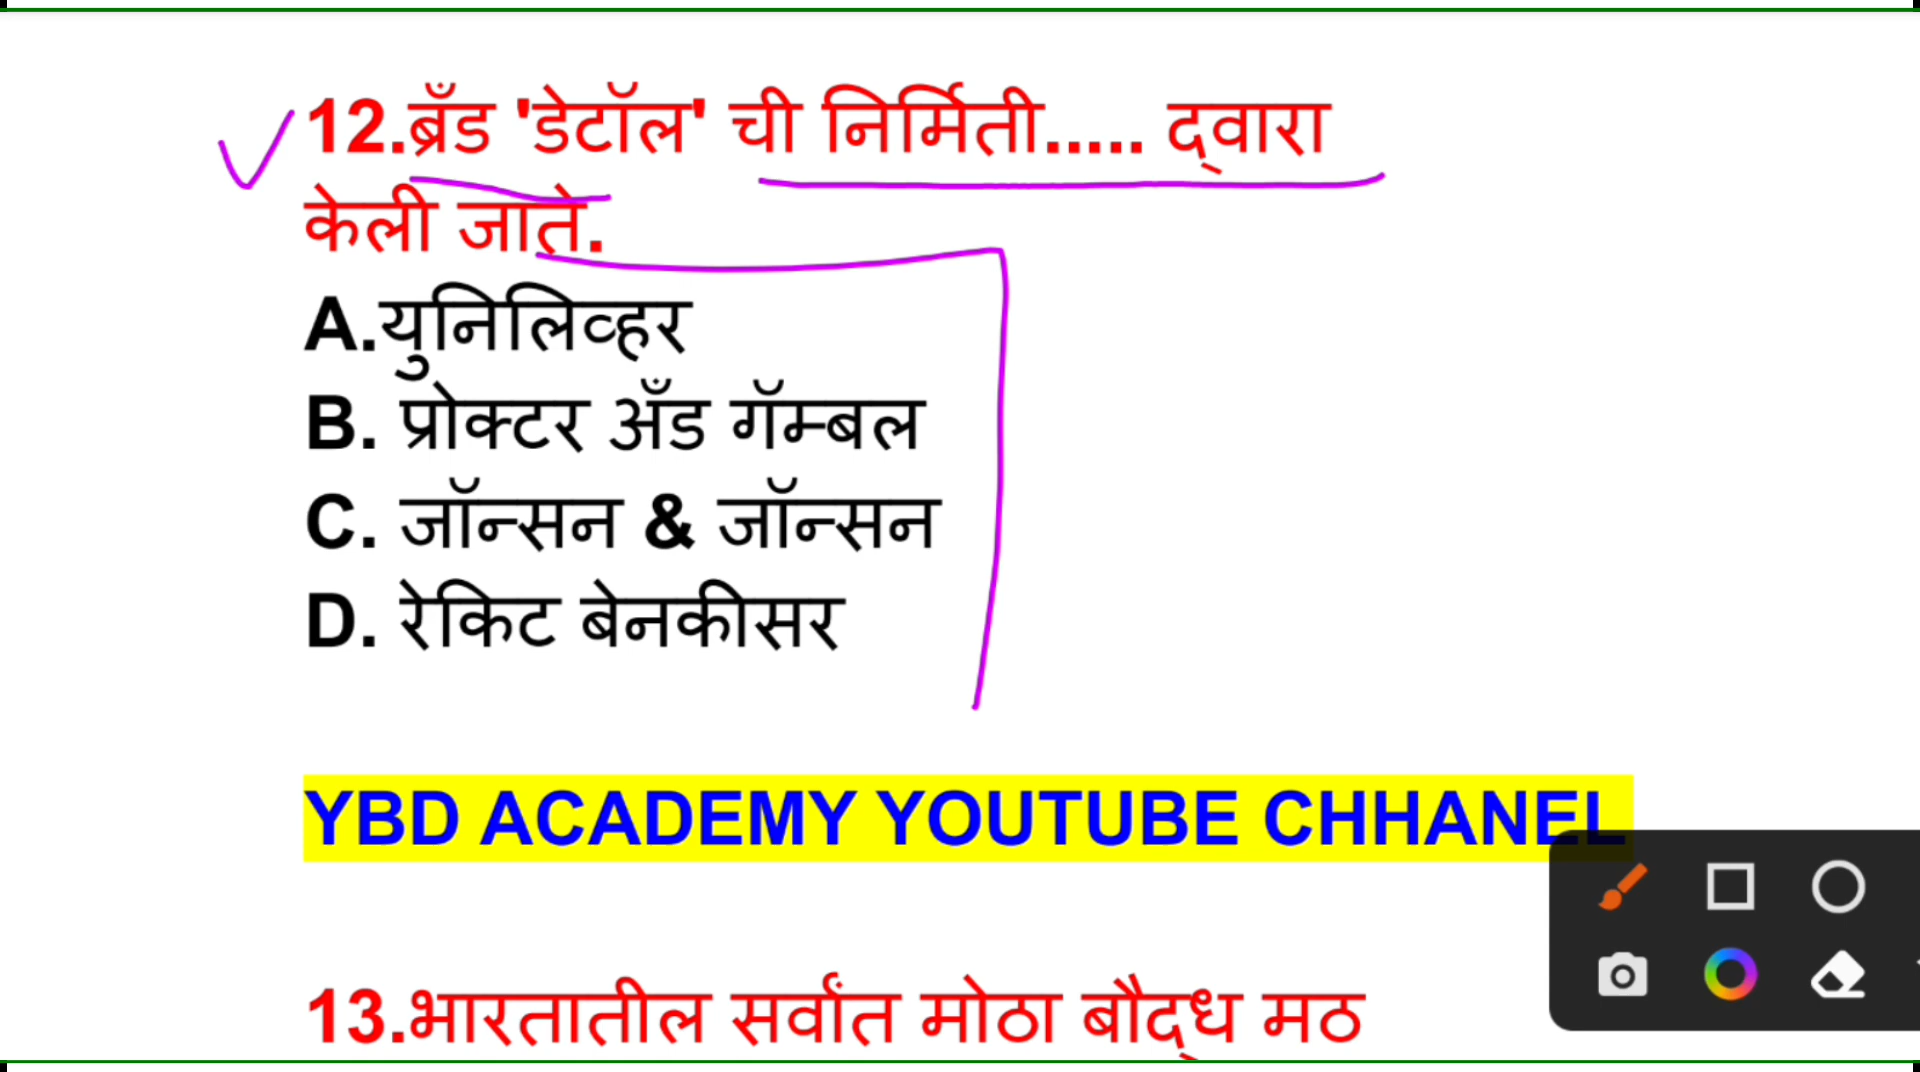 12.ब्रँड 'डेटॉल' ची निर्मिती..... द्वारा
केली जाते.
A.युनिलिव्हर
B. प्रोक्टर अँड गॅम्बल
C. जॉन्सन & जॉन्सन
D. रेकिट बेनकीसर
YBD ACADEMY YOUTUBE CHHANEL
13.भारतातील सर्वांत मोठा बौद्ध मठ